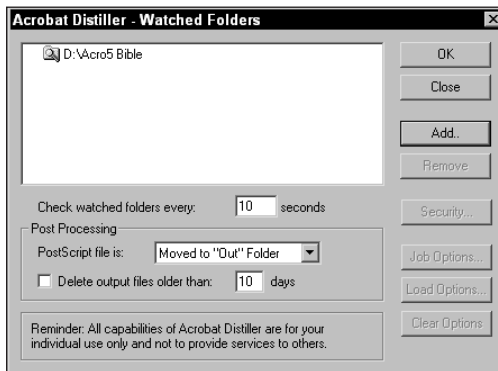 Acrobat Distiller - Watched Folders
D:\Acro5 Bible
OK
Close
Add..
Remove
Check watched folders every: 10 seconds
Security...
Post Processing
PostScript file is: Moved to "Out" Folder
Job Options...
Delete output files older than: 10 days
Load Options...
Clear Options
Reminder: All capabilities of Acrobat Distiller are for your
individual use only and not to provide services to others.